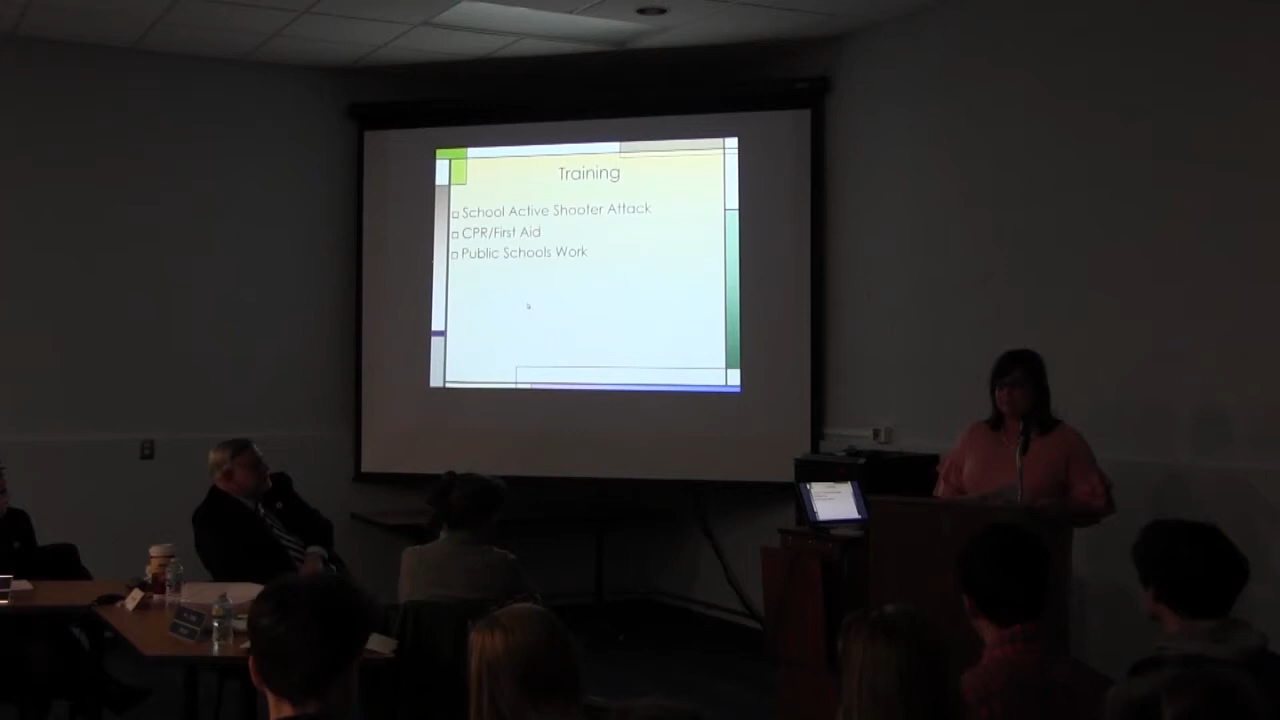 Training
School Active Shooter Attack
CPR/First Aid
Public Schools Work